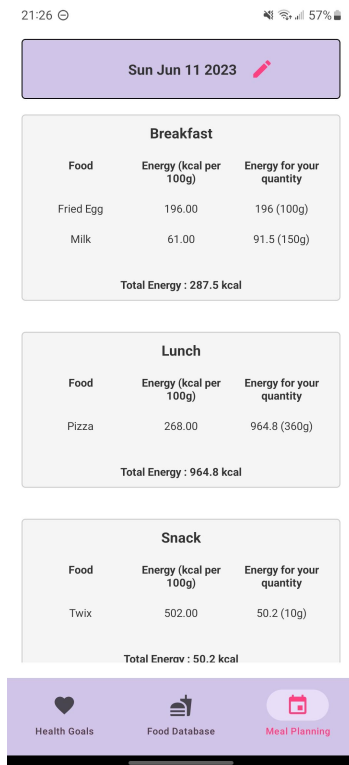 21:26 57%
Sun Jun 11 2023
Breakfast
Food Energy (kcal per 100g) Energy for your quantity
Fried Egg 196.00 196 (100g)
Milk 61.00 91.5 (150g)
Total Energy : 287.5 kcal
Lunch
Food Energy (kcal per 100g) Energy for your quantity
Pizza 268.00 964.8 (360g)
Total Energy : 964.8 kcal
Snack
Food Energy (kcal per 100g) Energy for your quantity
Twix 502.00 50.2 (10g)
Total Energy : 50.2 kcal
Health Goals Food Database Meal Planning